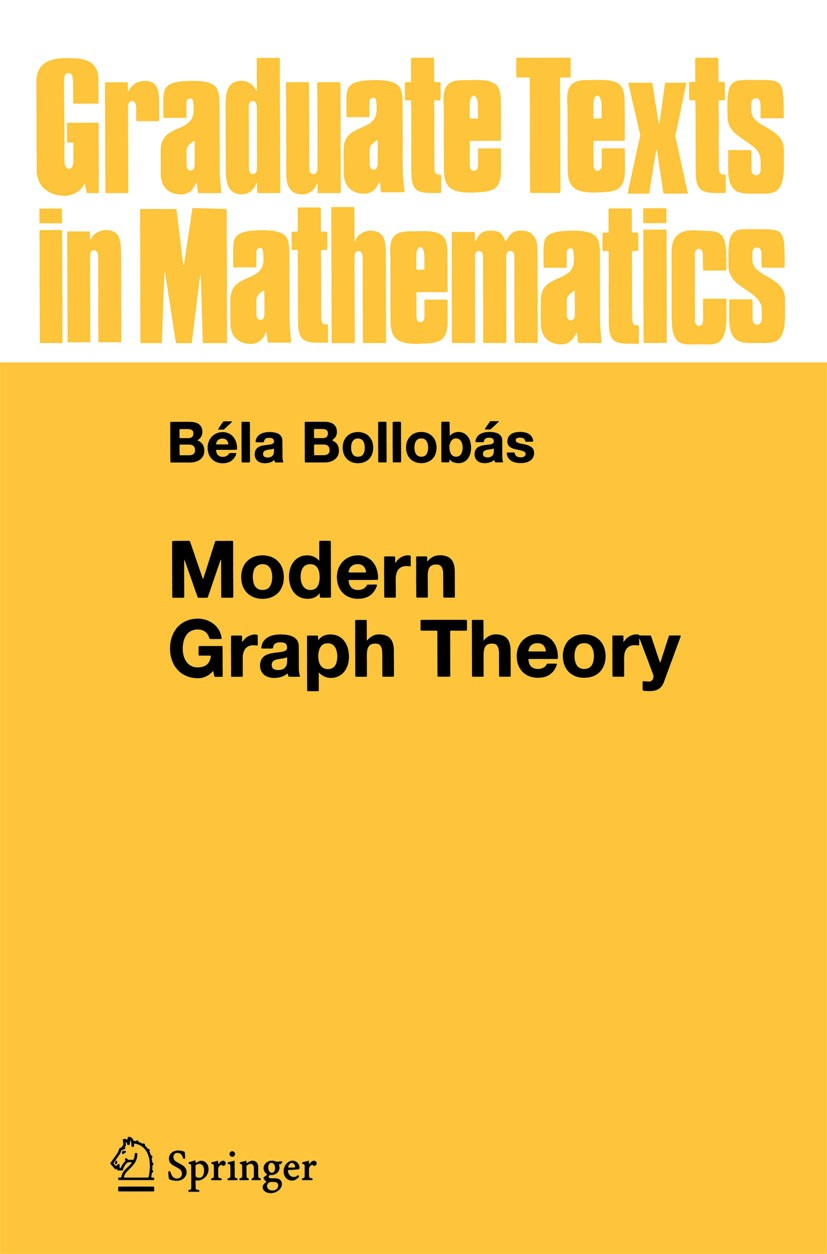 Graduate Texts
in Mathematics
Béla Bollobás
Modern
Graph Theory
Springer